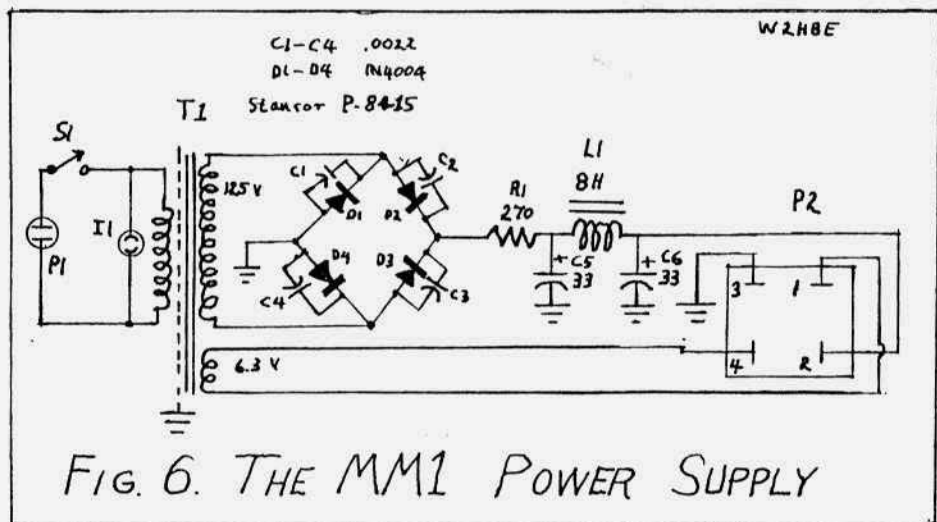 W2HBE
C1-C4 .0022
D1-D4 1N4004
Stancor P-8415
T1
S1
P1
I1
125 V
6.3 V
C1
D1
C2
D2
D4
C4
D3
C3
R1
270
L1
8H
+ C5
33
+ C6
33
P2
3
1
4
2
FIG. 6. THE MM1 POWER SUPPLY